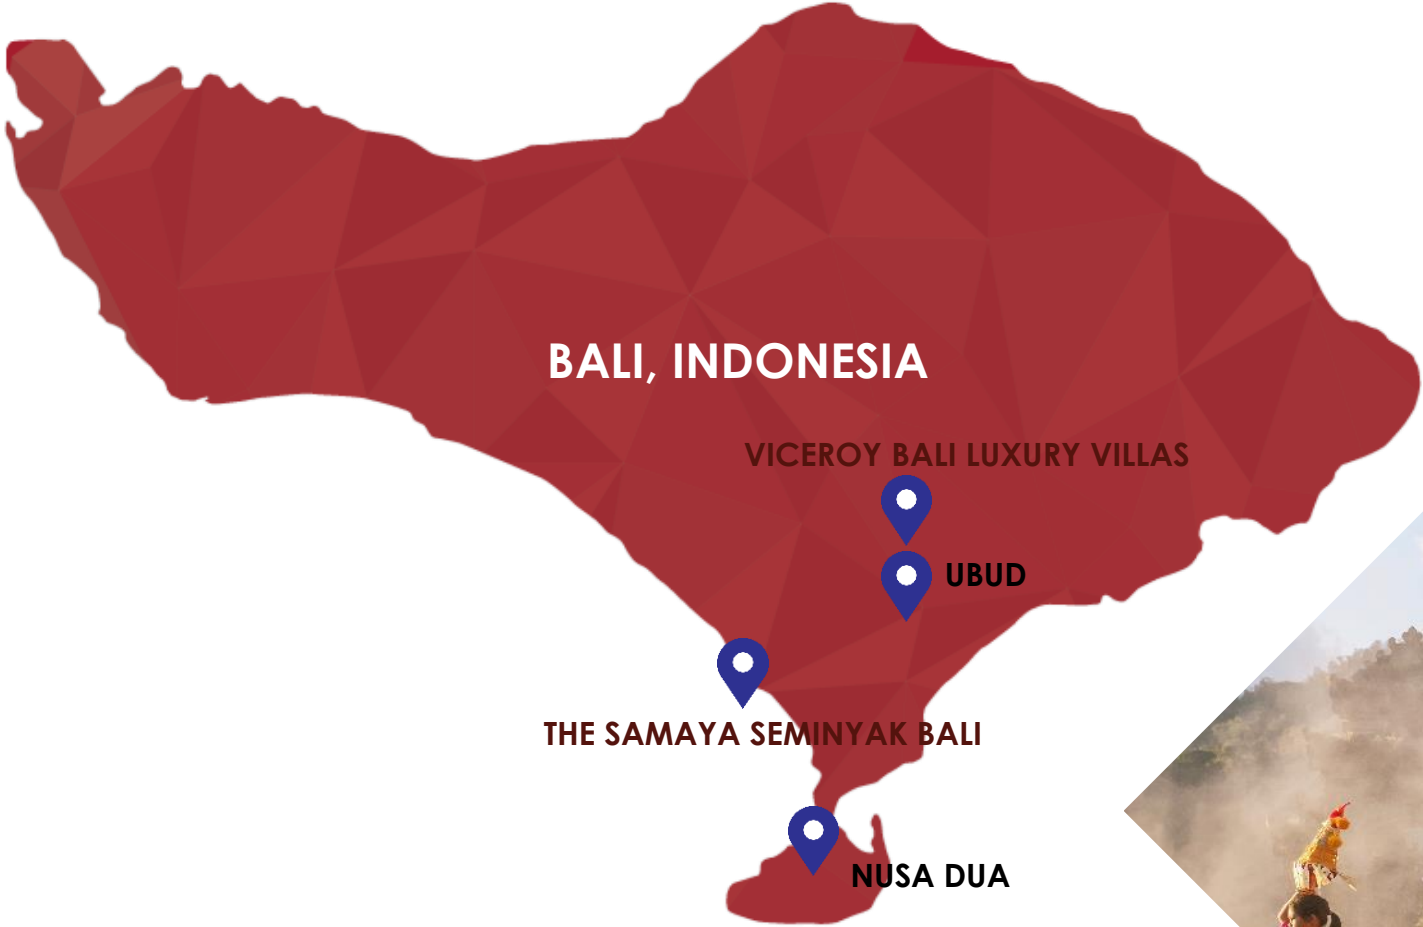 BALI, INDONESIA
VICEROY BALI LUXURY VILLAS
UBUD
THE SAMAYA SEMINYAK BALI
NUSA DUA